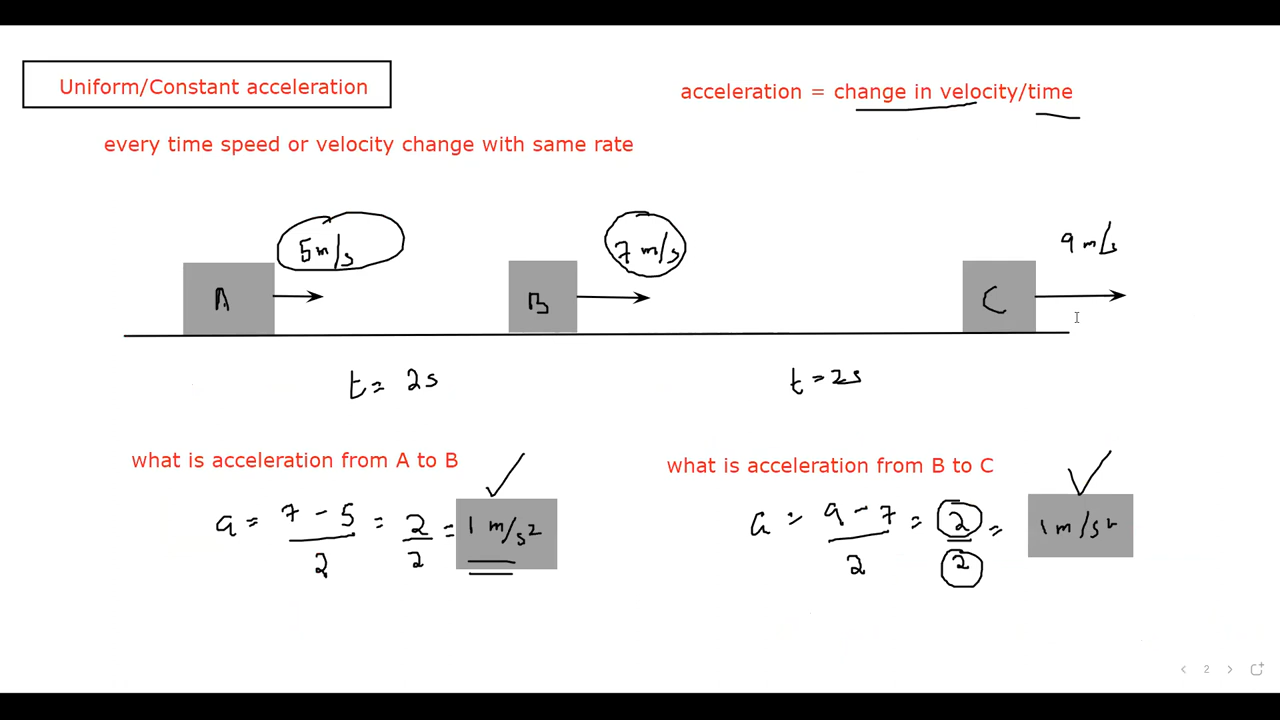 Uniform/Constant acceleration
acceleration = change in velocity/time
every time speed or velocity change with same rate
5m/s
7 m/s
9 m/s
A
B
C
t = 2s
t = 2s
what is acceleration from A to B
what is acceleration from B to C
a = 7 - 5 / 2 = 2 / 2 = 1 m/s²
a = 9 - 7 / 2 = 2 / 2 = 1 m/s²
2